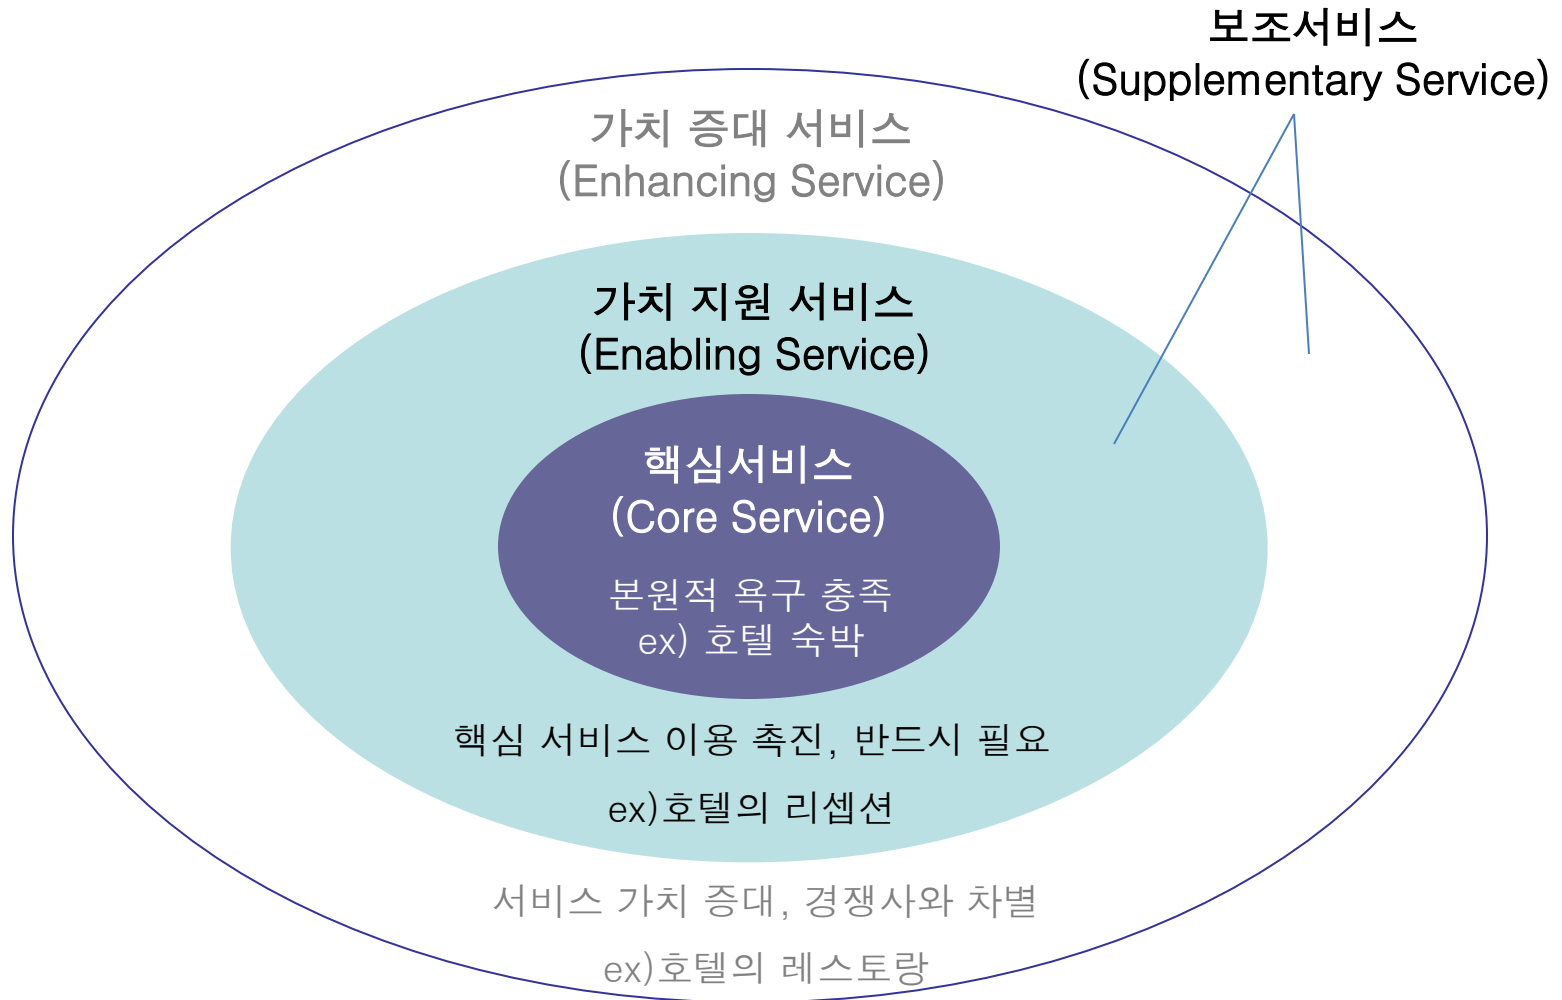 보조서비스
(Supplementary Service)
가치 증대 서비스
(Enhancing Service)
가치 지원 서비스
(Enabling Service)
핵심서비스
(Core Service)
본원적 욕구 충족
ex) 호텔 숙박
핵심 서비스 이용 촉진, 반드시 필요
ex)호텔의 리셉션
서비스 가치 증대, 경쟁사와 차별
ex)호텔의 레스토랑